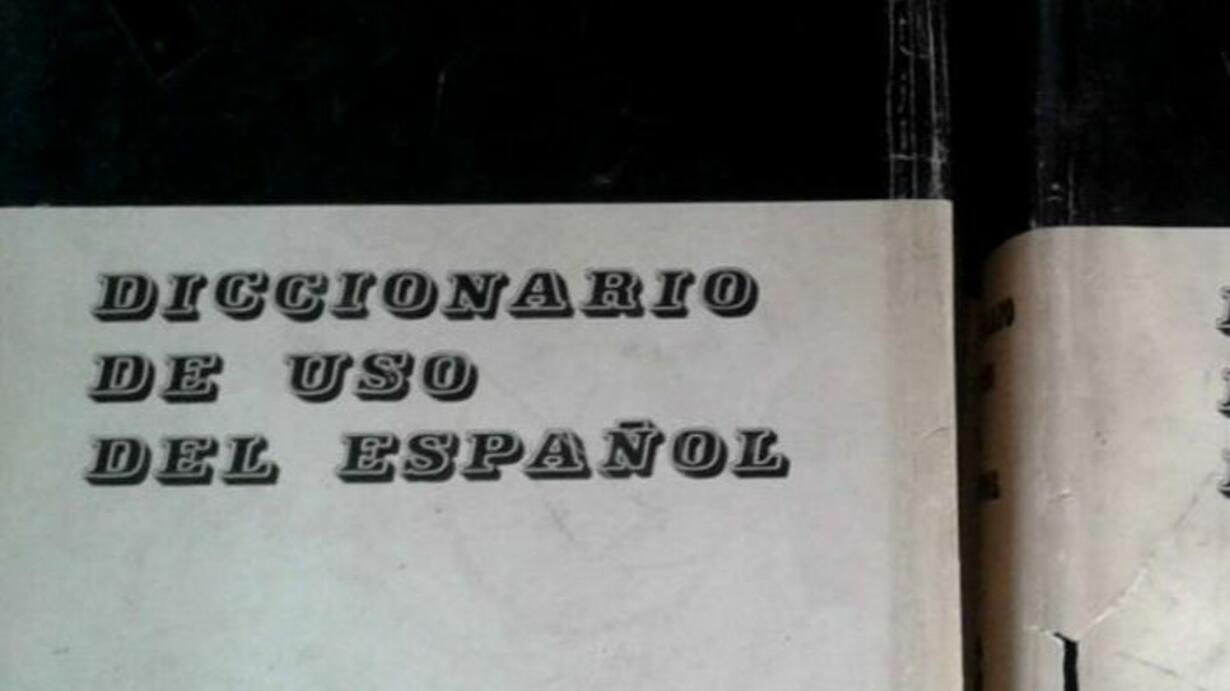 DICCIONARIO
DE USO
DEL ESPAÑOL